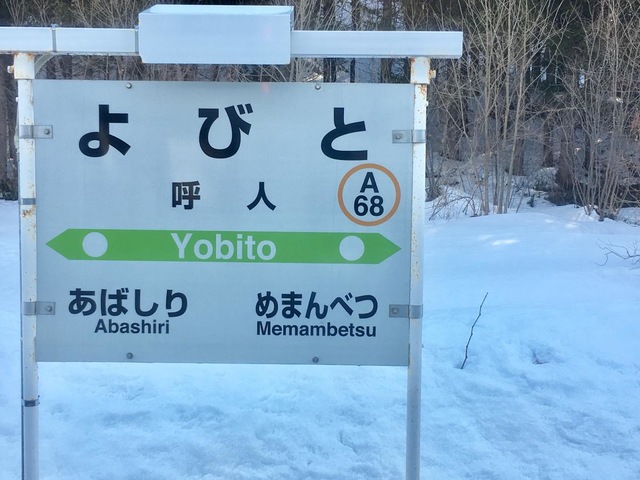 よびと
呼人
A
68
Yobito
あばしり めまんべつ
Abashiri Memambetsu